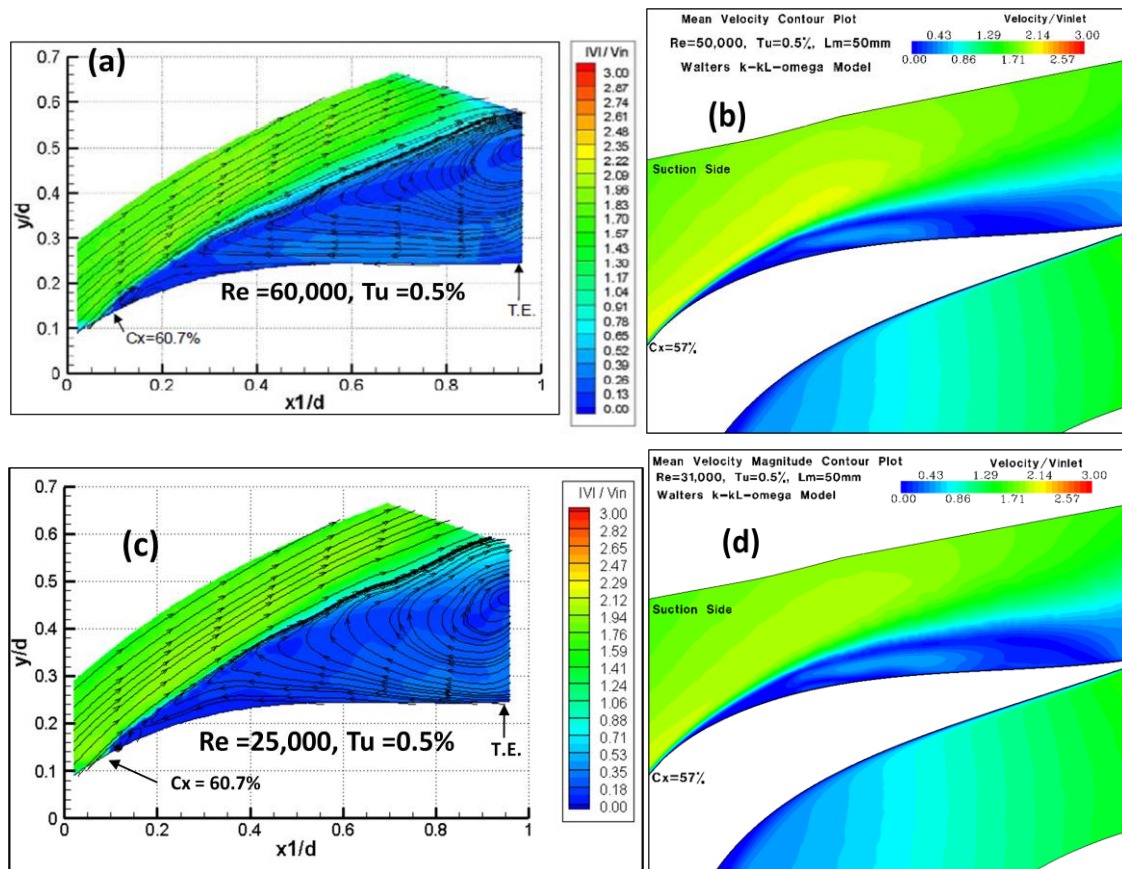 (a)
0.7
0.6
0.5
0.4
0.3
0.2
0.1
0
y/d
0
0.2
0.4
0.6
0.8
1
x1/d
Re =60,000, Tu =0.5%
Cx=60.7%
T.E.
IVI / Vin
3.00
2.87
2.74
2.61
2.48
2.35
2.22
2.09
1.96
1.83
1.70
1.57
1.43
1.30
1.17
1.04
0.91
0.78
0.65
0.52
0.39
0.26
0.13
0.00
Mean Velocity Contour Plot
Re=50,000, Tu=0.5%, Lm=50mm
Walters k-kL-omega Model
Velocity/Vinlet
0.43 1.29 2.14 3.00
0.00 0.86 1.71 2.57
(b)
Suction Side
Cx=57%
(c)
0.7
0.6
0.5
0.4
0.3
0.2
0.1
0
y/d
0
0.2
0.4
0.6
0.8
1
x1/d
Re =25,000, Tu =0.5%
Cx = 60.7%
T.E.
IVI / Vin
3.00
2.82
2.65
2.47
2.29
2.12
1.94
1.76
1.59
1.41
1.24
1.06
0.88
0.71
0.53
0.35
0.18
0.00
Mean Velocity Magnitude Contour Plot
Re=31,000, Tu=0.5%, Lm=50mm
Walters k-kL-omega Model
Velocity/Vinlet
0.43 1.29 2.14 3.00
0.00 0.86 1.71 2.57
(d)
Suction Side
Cx=57%